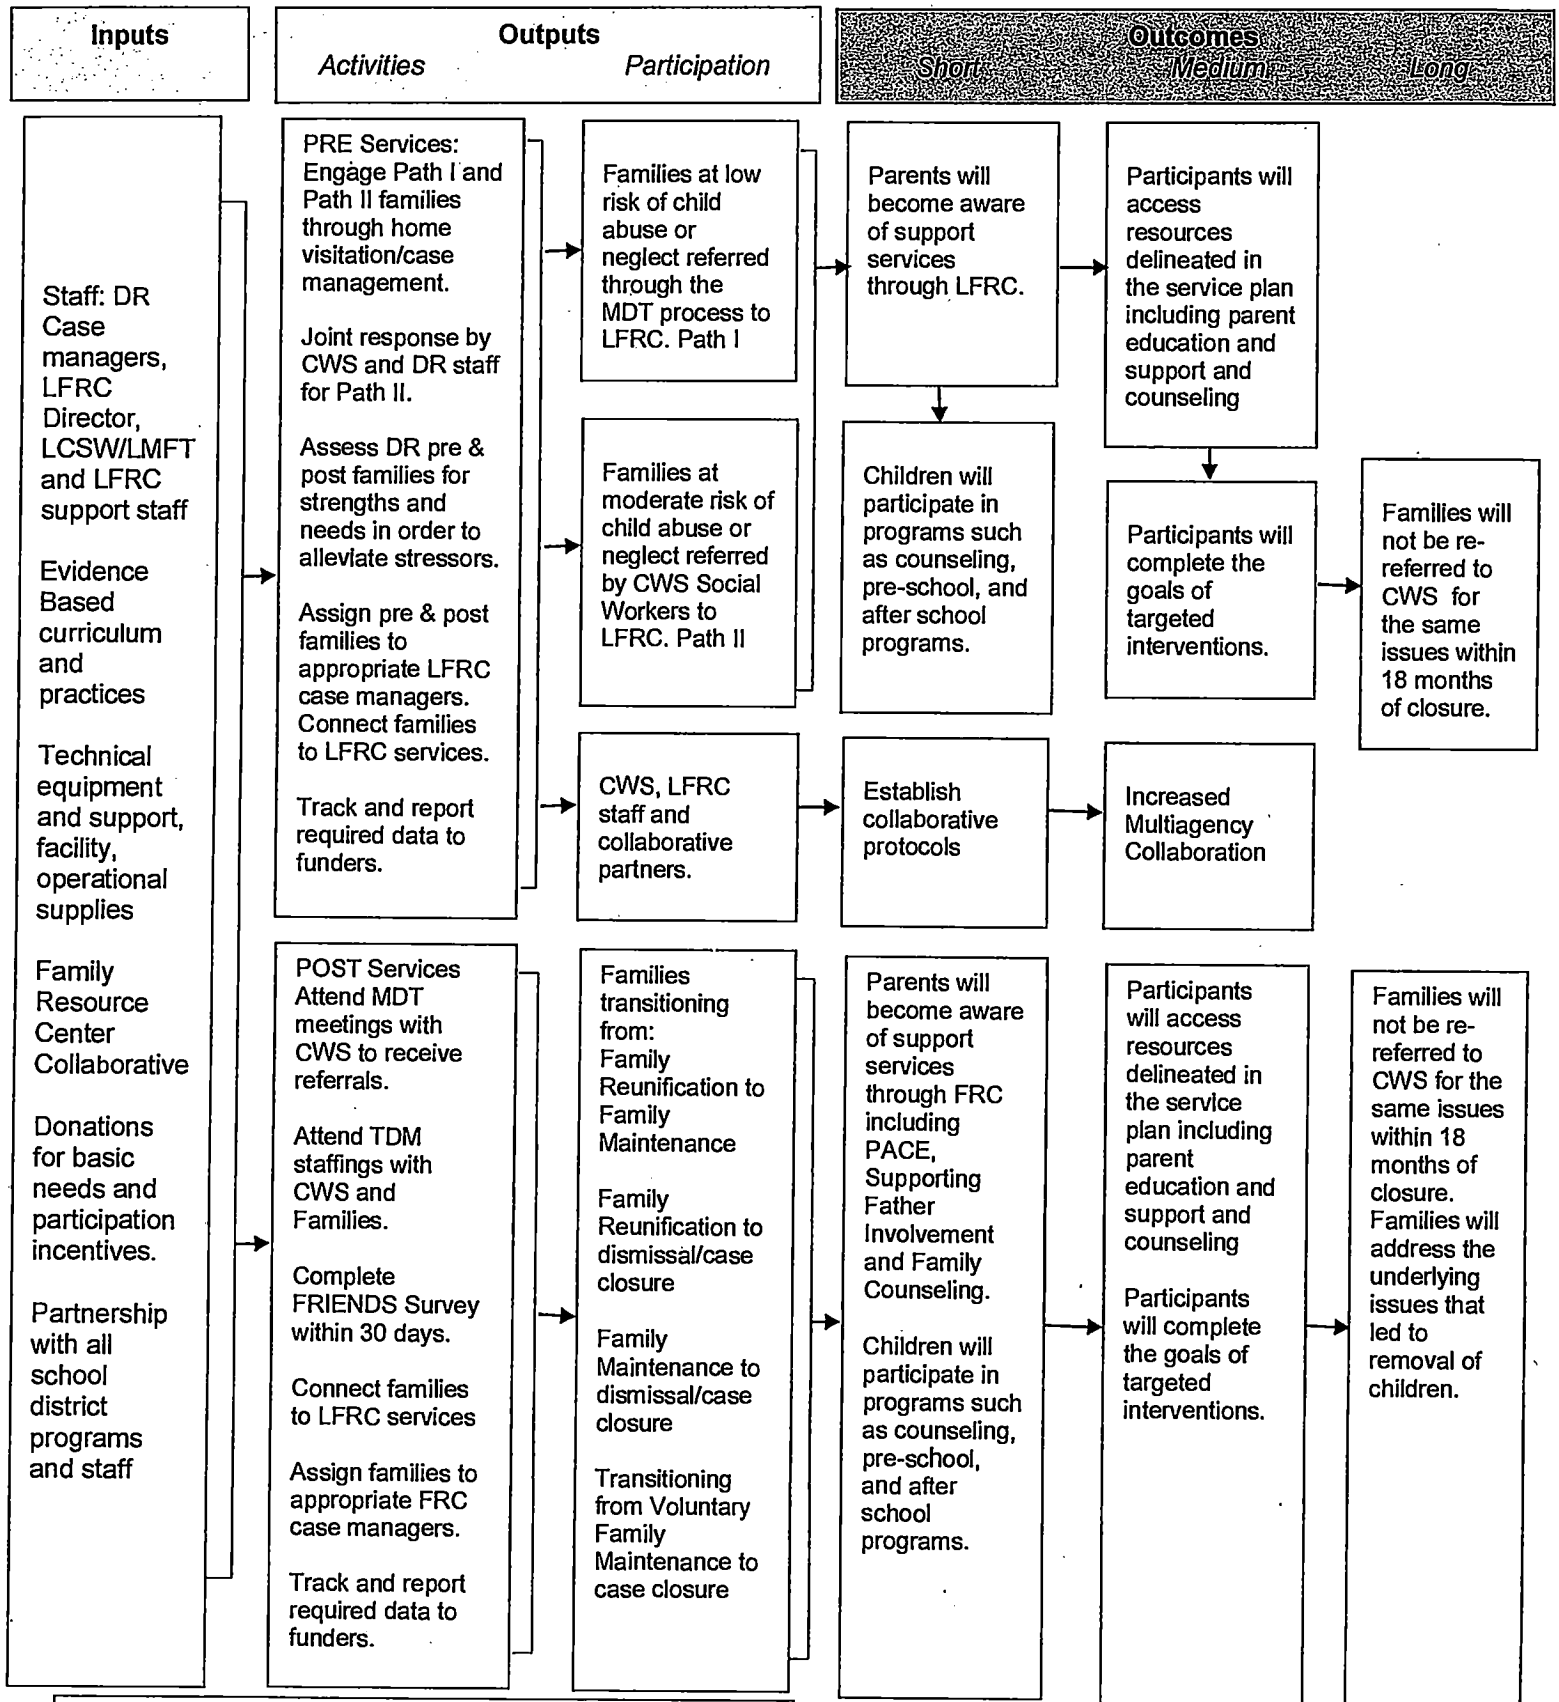 Inputs
Outputs
Activities
Participation
Outcomes
Short
Medium
Long
Staff: DR
Case
managers,
LFRC
Director,
LCSW/LMFT
and LFRC
support staff
Evidence
Based
curriculum
and
practices
Technical
equipment
and support,
facility,
operational
supplies
Family
Resource
Center
Collaborative
Donations
for basic
needs and
participation
incentives.
Partnership
with all
school
district
programs
and staff
PRE Services:
Engage Path I and
Path II families
through home
visitation/case
management.
Joint response by
CWS and DR staff
for Path II.
Assess DR pre &
post families for
strengths and
needs in order to
alleviate stressors.
Assign pre & post
families to
appropriate LFRC
case managers.
Connect families
to LFRC services.
Track and report
required data to
funders.
Families at low
risk of child
abuse or
neglect referred
through the
MDT process to
LFRC. Path I
Families at
moderate risk of
child abuse or
neglect referred
by CWS Social
Workers to
LFRC. Path II
CWS, LFRC
staff and
collaborative
partners.
Parents will
become aware
of support
services
through LFRC.
Children will
participate in
programs such
as counseling,
pre-school, and
after school
programs.
Establish
collaborative
protocols
Participants will
access
resources
delineated in
the service plan
including parent
education and
support and
counseling
Participants will
complete the
goals of
targeted
interventions.
Increased
Multiagency
Collaboration
Families will
not be re-
referred to
CWS for
the same
issues within
18 months
of closure.
POST Services
Attend MDT
meetings with
CWS to receive
referrals.
Attend TDM
staffings with
CWS and
Families.
Complete
FRIENDS Survey
within 30 days.
Connect families
to LFRC services
Assign families to
appropriate FRC
case managers.
Track and report
required data to
funders.
Families
transitioning
from:
Family
Reunification to
Family
Maintenance
Family
Reunification to
dismissal/case
closure
Family
Maintenance to
dismissal/case
closure
Transitioning
from Voluntary
Family
Maintenance to
case closure
Parents will
become aware
of support
services
through FRC
including
PACE,
Supporting
Father
Involvement
and Family
Counseling.
Children will
participate in
programs such
as counseling,
pre-school,
and after
school
programs.
Participants
will access
resources
delineated in
the service
plan including
parent
education and
support and
counseling
Participants
will complete
the goals of
targeted
interventions.
Families will
not be re-
referred to
CWS for the
same issues
within 18
months of
closure.
Families will
address the
underlying
issues that
led to
removal of
children.